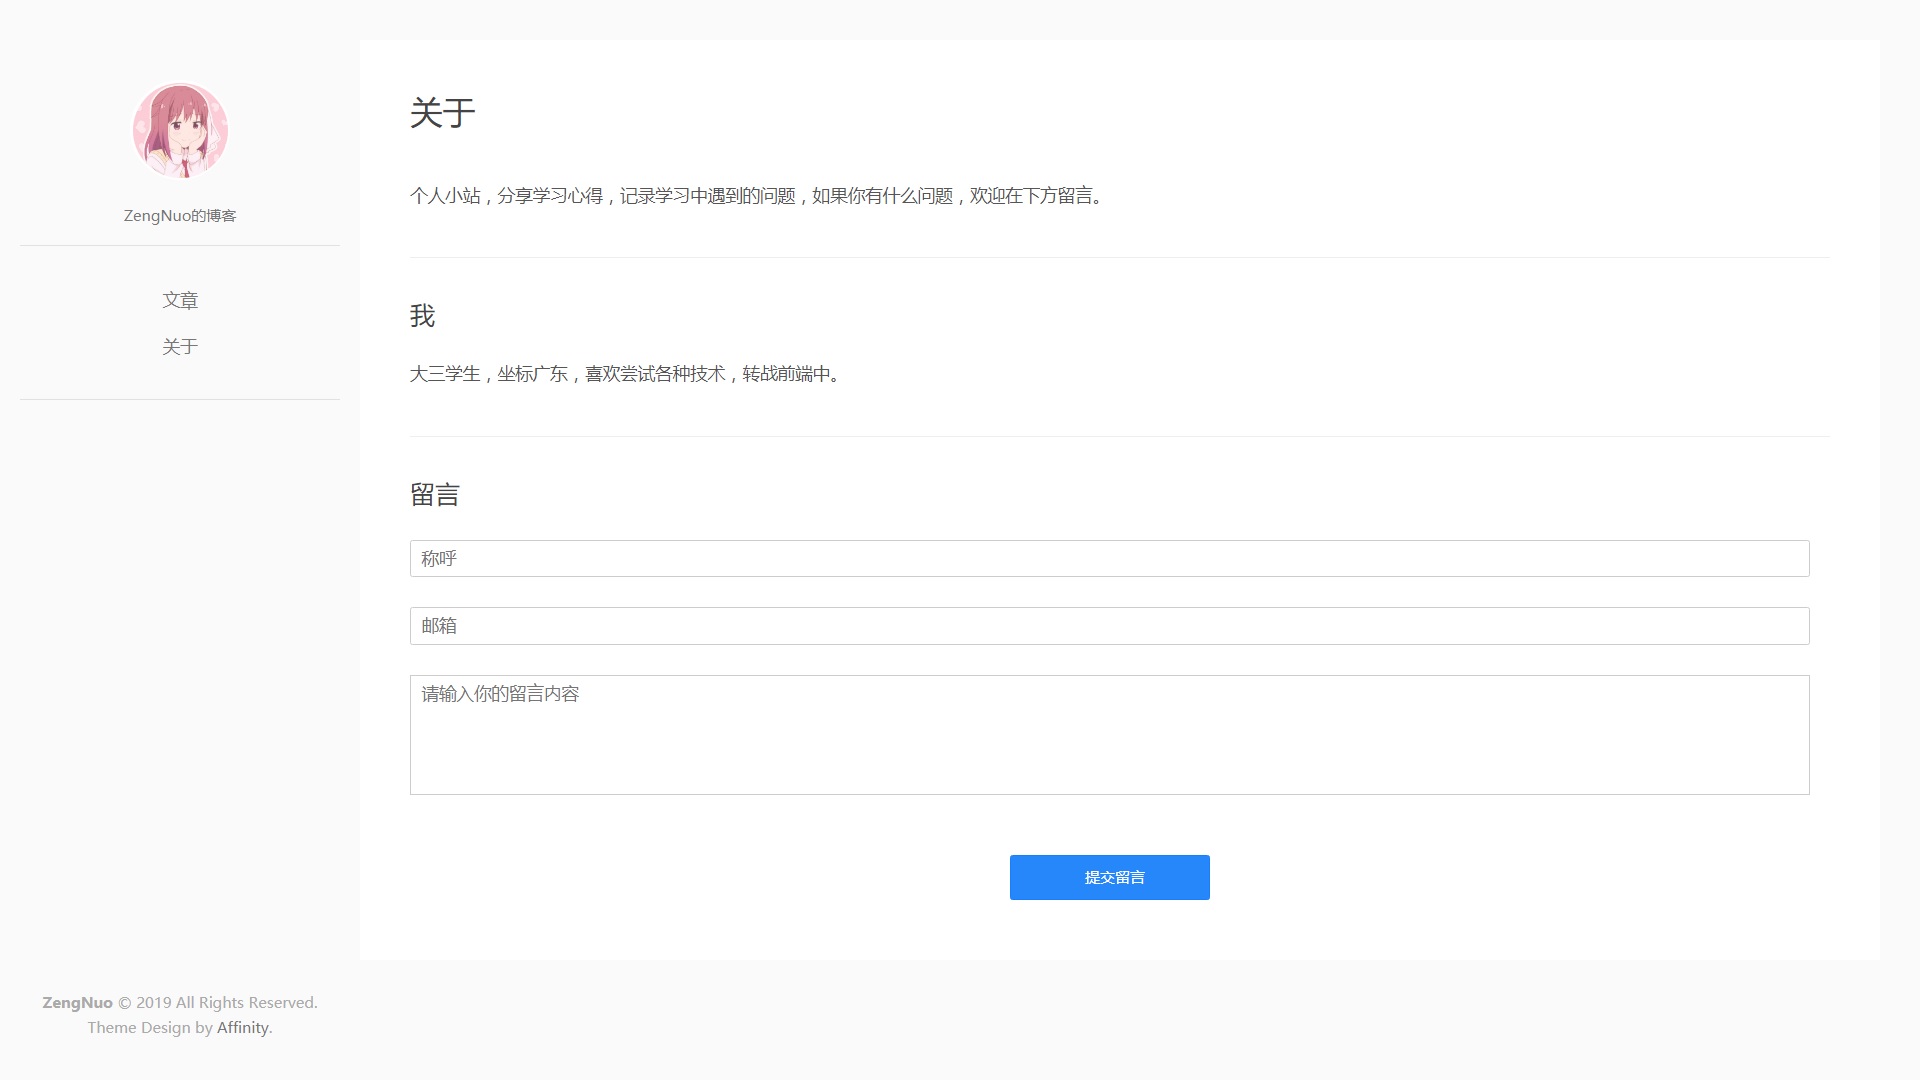 ZengNuo的博客
文章
关于
ZengNuo © 2019 All Rights Reserved.
Theme Design by Affinity.
关于
个人小站，分享学习心得，记录学习中遇到的问题，如果你有什么问题，欢迎在下方留言。
我
大三学生，坐标广东，喜欢尝试各种技术，转战前端中。
留言
称呼
邮箱
请输入你的留言内容
提交留言